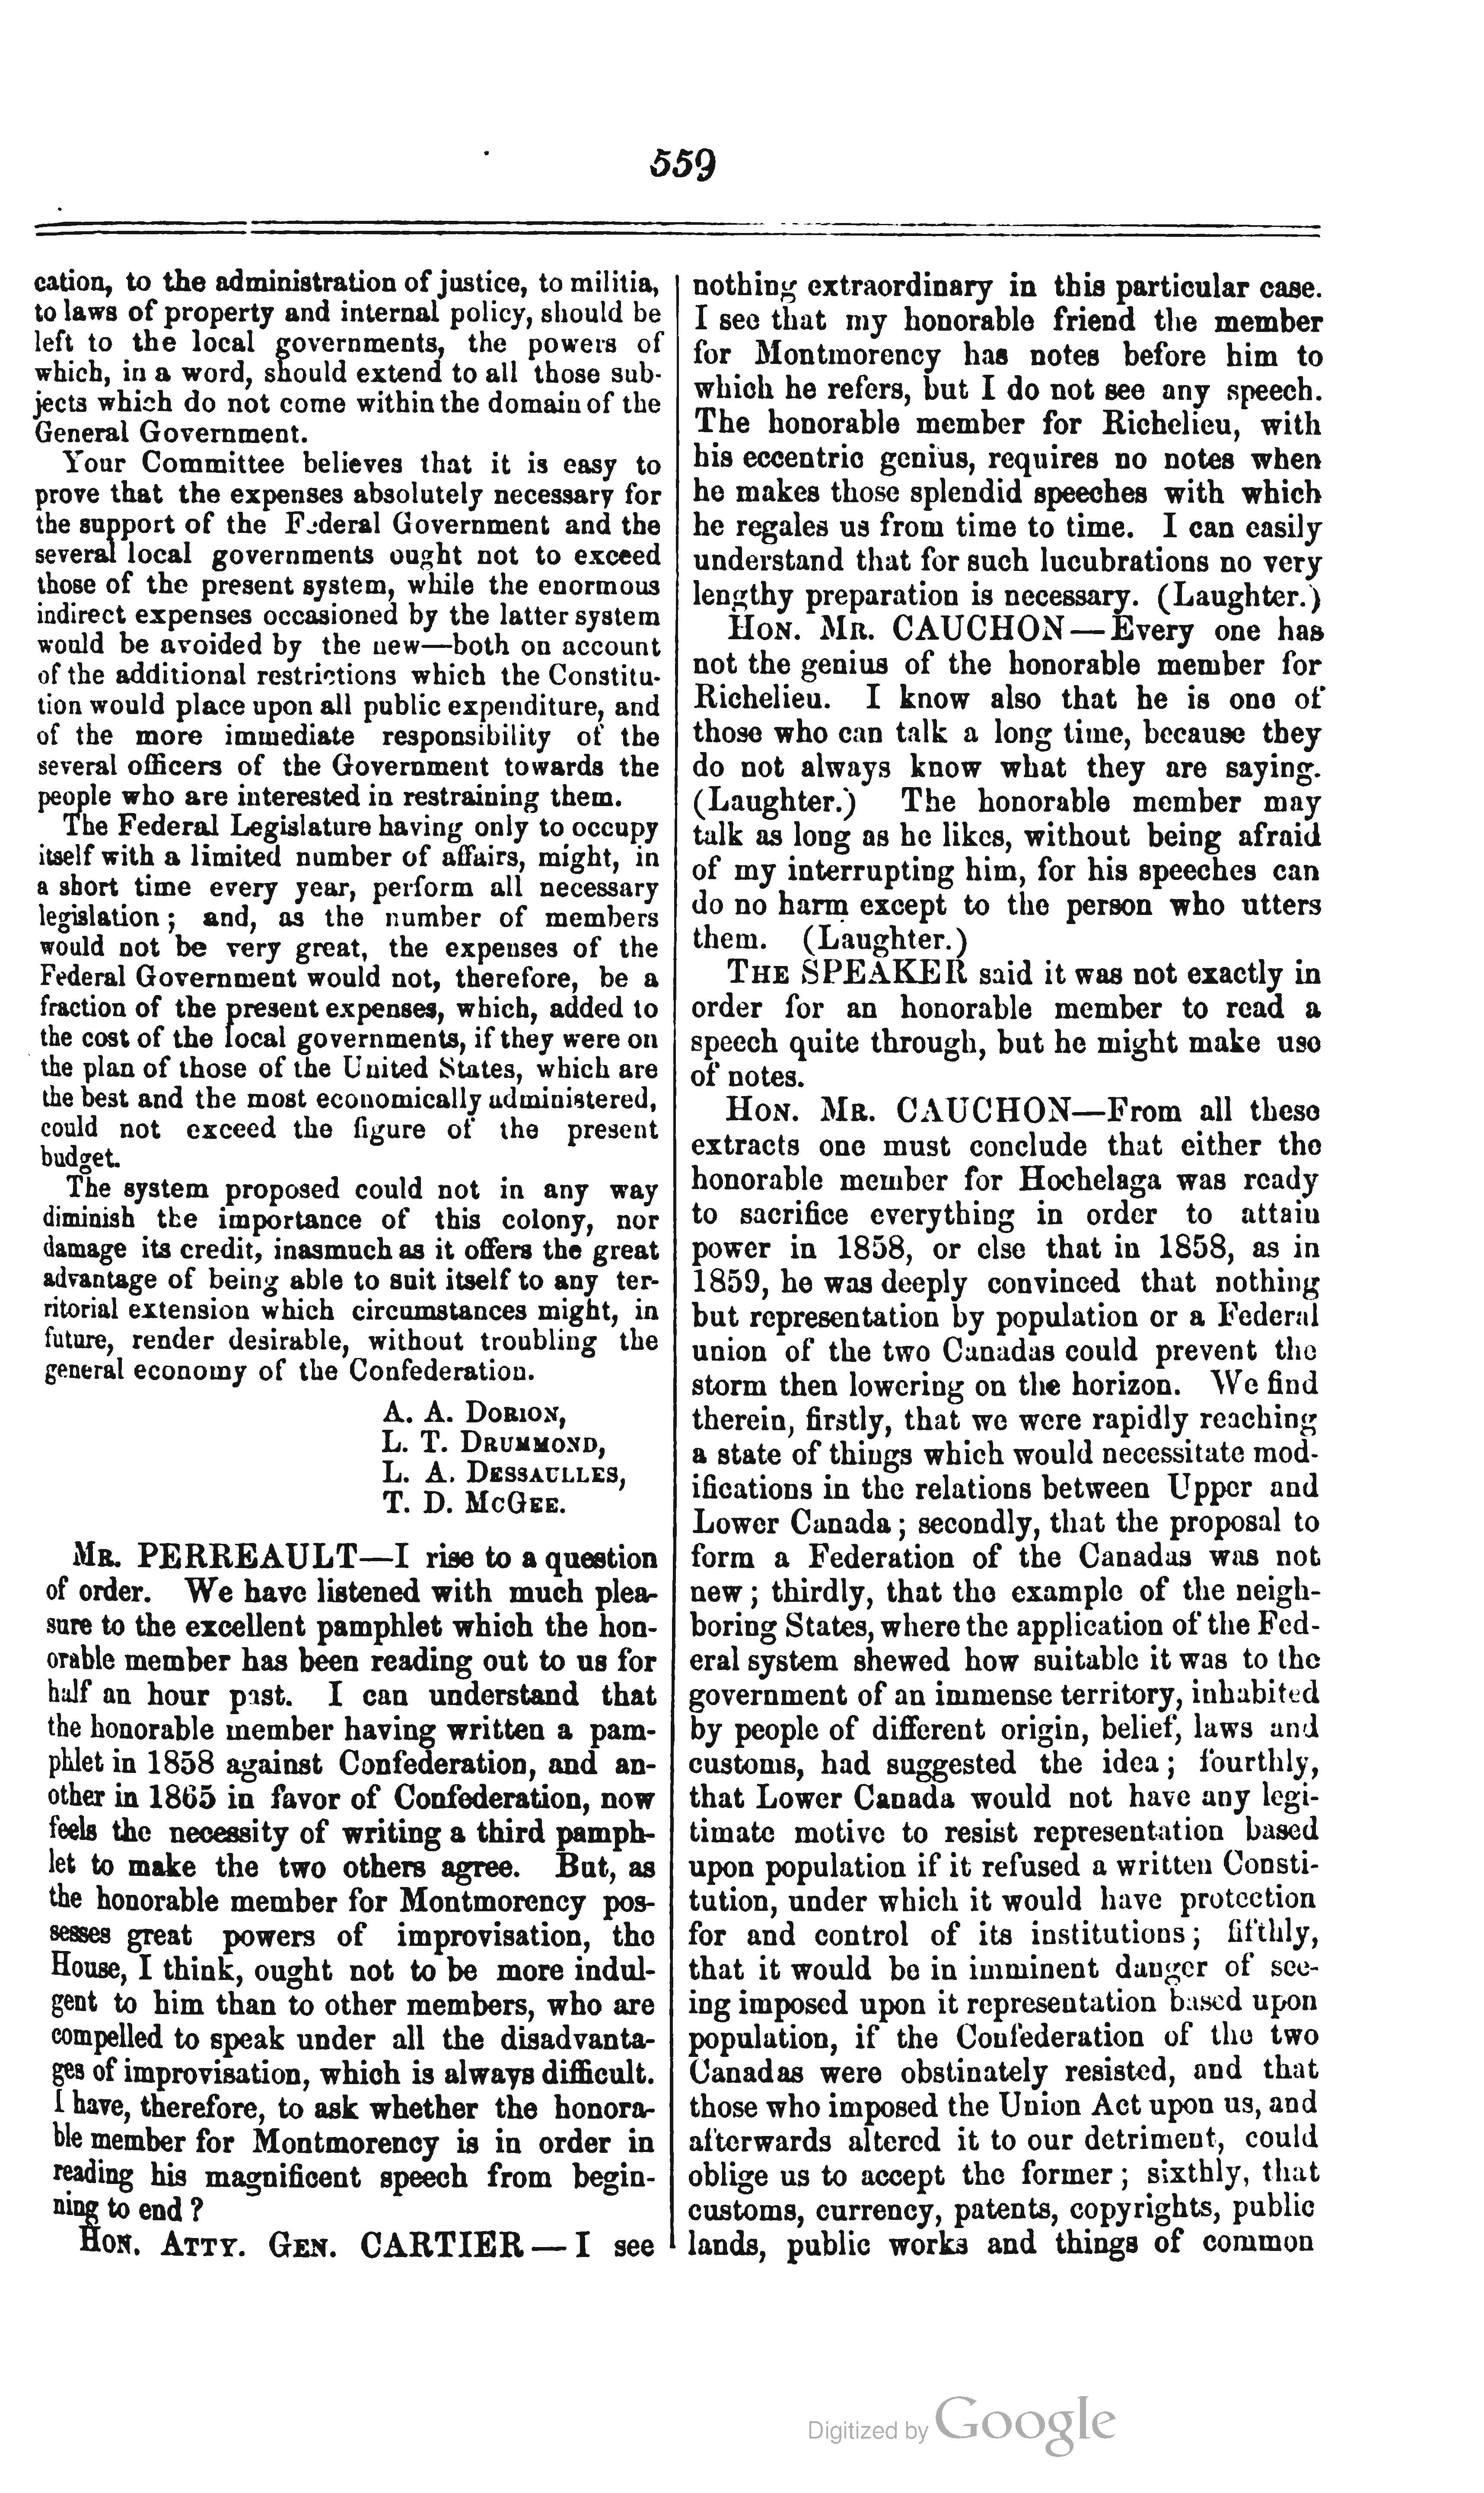 559
cation, to the administration of justice, to militia,
to laws of property and internal policy, should be
left to the local governments, the powers of
which, in a word, should extend to all those sub-
jects which do not come within the domain of the
General Government.
Your Committee believes that it is easy to
prove that the expenses absolutely necessary for
the support of the Federal Government and the
several local governments ought not to exceed
those of the present system, while the enormous
indirect expenses occasioned by the latter system
would be avoided by the new—both on account
of the additional restrictions which the Constitu-
tion would place upon all public expenditure, and
of the more immediate responsibility of the
several officers of the Government towards the
people who are interested in restraining them.
The Federal Legislature having only to occupy
itself with a limited number of affairs, might, in
a short time every year, perform all necessary
legislation; and, as the number of members
would not be very great, the expenses of the
Federal Government would not, therefore, be a
fraction of the present expenses, which, added to
the cost of the local governments, if they were on
the plan of those of the United States, which are
the best and the most economically administered,
could not exceed the figure of the present
budget.
The system proposed could not in any way
diminish the importance of this colony, nor
damage its credit, inasmuch as it offers the great
advantage of being able to suit itself to any ter-
ritorial extension which circumstances might, in
future, render desirable, without troubling the
general economy of the Confederation.
A. A. DORION,
L. T. DRUMMOND,
L. A. DESSAULLES,
T. D. MCGEE.
MR. PERREAULT—I rise to a question
of order. We have listened with much plea-
sure to the excellent pamphlet which the hon-
orable member has been reading out to us for
half an hour past. I can understand that
the honorable member having written a pam-
phlet in 1858 against Confederation, and an-
other in 1865 in favor of Confederation, now
feels the necessity of writing a third pamph-
let to make the two others agree. But, as
the honorable member for Montmorency pos-
sesses great powers of improvisation, the
House, I think, ought not to be more indul-
gent to him than to other members, who are
compelled to speak under all the disadvanta-
ges of improvisation, which is always difficult.
I have, therefore, to ask whether the honora-
ble member for Montmorency is in order in
reading his magnificent speech from begin-
ning to end?
HON. ATTY. GEN. CARTIER—I see
nothing extraordinary in this particular case.
I see that my honorable friend the member
for Montmorency has notes before him to
which he refers, but I do not see any speech.
The honorable member for Richelieu, with
his eccentric genius, requires no notes when
he makes those splendid speeches with which
he regales us from time to time. I can easily
understand that for such lucubrations no very
lengthy preparation is necessary. (Laughter.)
HON. MR. CAUCHON—Every one has
not the genius of the honorable member for
Richelieu. I know also that he is one of
those who can talk a long time, because they
do not always know what they are saying.
(Laughter.) The honorable member may
talk as long as he likes, without being afraid
of my interrupting him, for his speeches can
do no harm except to the person who utters
them. (Laughter.)
THE SPEAKER said it was not exactly in
order for an honorable member to read a
speech quite through, but he might make use
of notes.
HON. MR. CAUCHON—From all these
extracts one must conclude that either the
honorable member for Hochelaga was ready
to sacrifice everything in order to attain
power in 1858, or else that in 1858, as in
1859, he was deeply convinced that nothing
but representation by population or a Federal
union of the two Canadas could prevent the
storm then lowering on the horizon. We find
therein, firstly, that we were rapidly reaching
a state of things which would necessitate mod-
ifications in the relations between Upper and
Lower Canada; secondly, that the proposal to
form a Federation of the Canadas was not
new; thirdly, that the example of the neigh-
boring States, where the application of the Fed-
eral system shewed how suitable it was to the
government of an immense territory, inhabited
by people of different origin, belief, laws and
customs, had suggested the idea; fourthly,
that Lower Canada would not have any legi-
timate motive to resist representation based
upon population if it refused a written Consti-
tution, under which it would have protection
for and control of its institutions; fifthly,
that it would be in imminent danger of see-
ing imposed upon it representation based upon
population, if the Confederation of the two
Canadas were obstinately resisted, and that
those who imposed the Union Act upon us, and
afterwards altered it to our detriment, could
oblige us to accept the former; sixthly, that
customs, currency, patents, copyrights, public
lands, public works and things of common
Digitized by Google